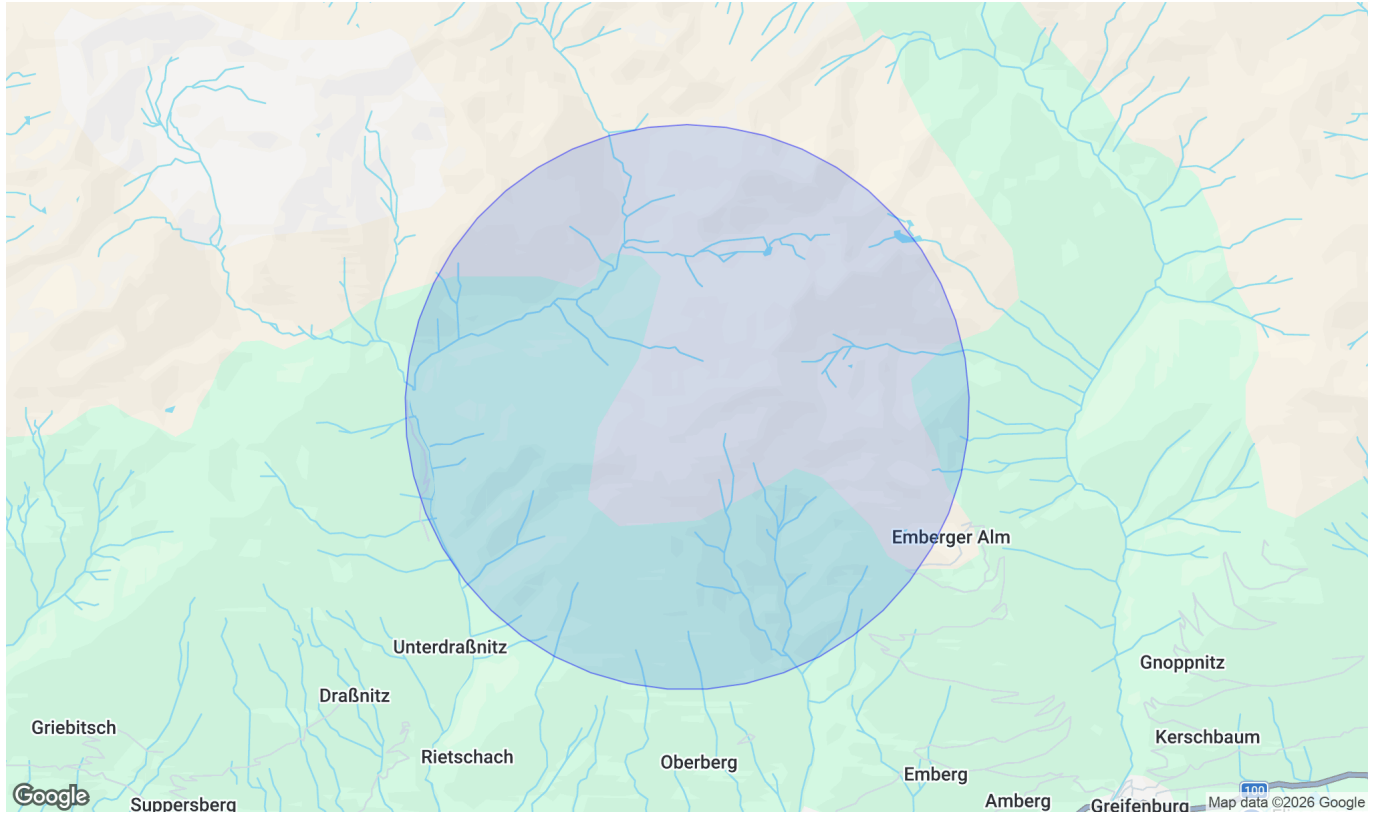 Emberger Alm
Unterdraßnitz
Gnoppnitz
Draßnitz
Griebitsch
Kerschbaum
Rietschach
Oberberg
Emberg
100
Google
Suppersberg
Amberg
Greifenburg
Map data ©2026 Google